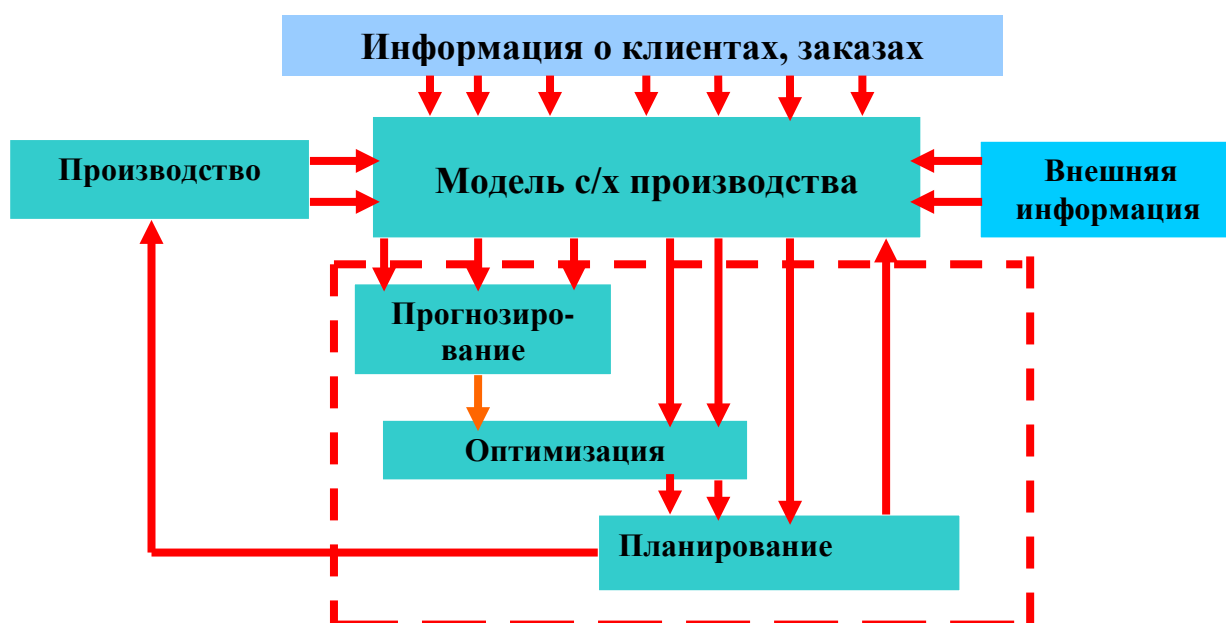 Информация о клиентах, заказах
Производство
Модель с/х производства
Внешняя
информация
Прогнозиро-
вание
Оптимизация
Планирование